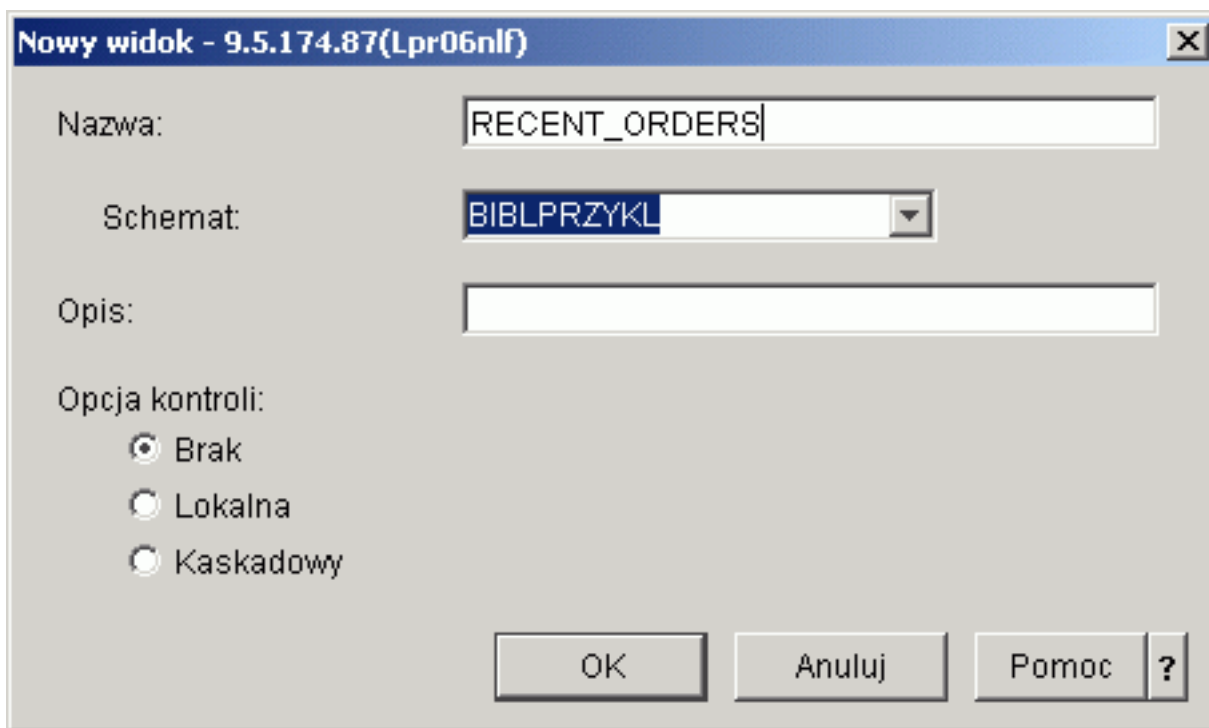 Nowy widok - 9.5.174.87(Lpr06nlf)
Nazwa: RECENT_ORDERS
Schemat: BIBLPRZYKL
Opis:
Opcja kontroli:
Brak
Lokalna
Kaskadowy
OK Anuluj Pomoc ?